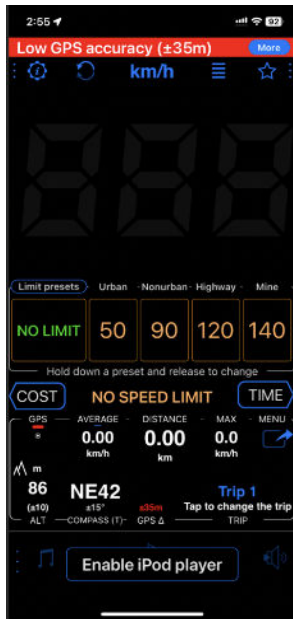 2:55
92
Low GPS accuracy (±35m)
More
km/h
Limit presets
Urban
Nonurban
Highway
Mine
NO LIMIT
50
90
120
140
Hold down a preset and release to change
COST
NO SPEED LIMIT
TIME
GPS
AVERAGE
DISTANCE
MAX
MENU
0.00
0.00
0.0
km/h
km
km/h
m
86
NE42
Trip 1
(±10)
±15°
±35m
Tap to change the trip
ALT
COMPASS (T)
GPS Δ
TRIP
Enable iPod player